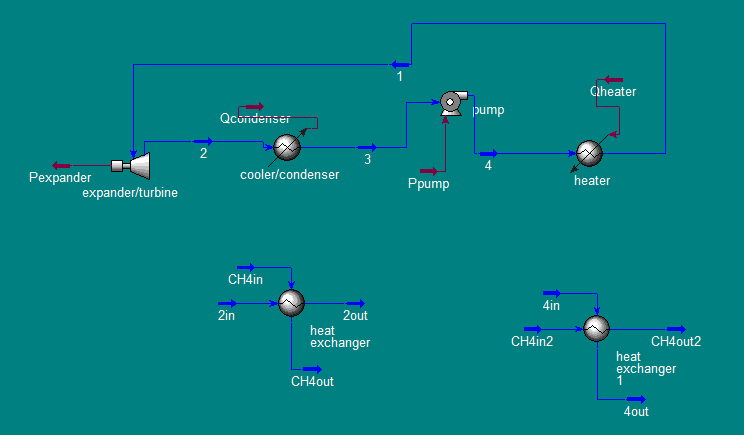 1
Qcondenser
2
cooler/condenser
3
pump
Ppump
4
Qheater
heater
Pexpander
expander/turbine
CH4in
2in
2out
heat
exchanger
CH4out
4in
CH4in2
CH4out2
heat
exchanger
1
4out